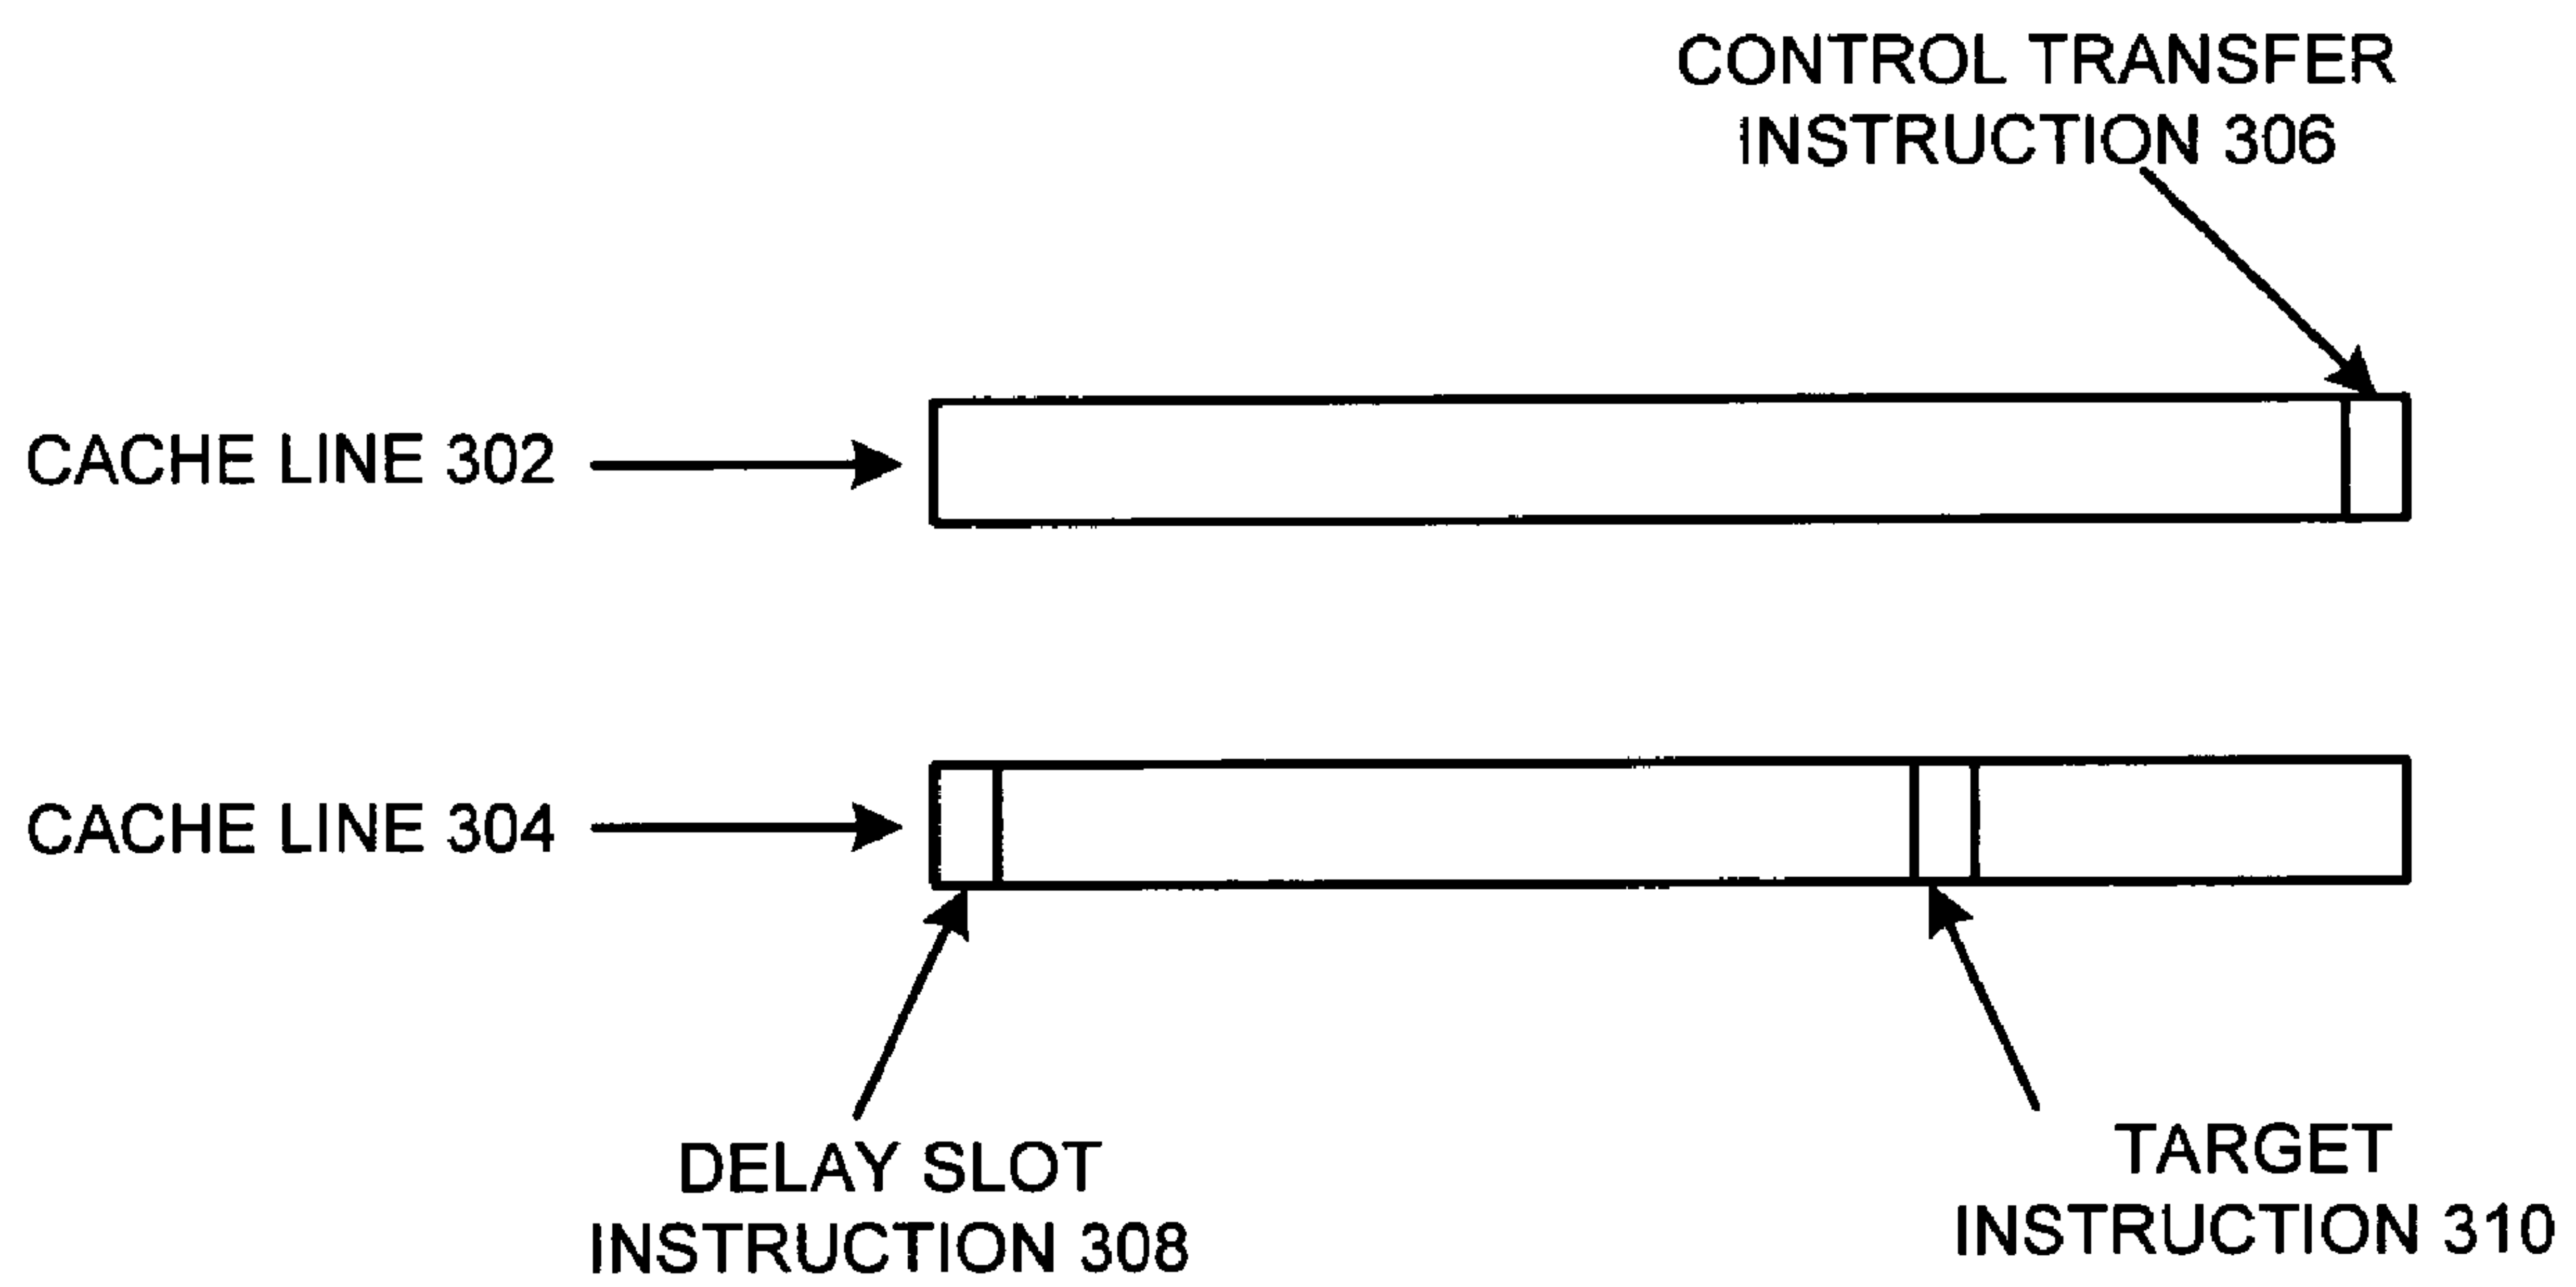 CONTROL TRANSFER
INSTRUCTION 306
CACHE LINE 302
CACHE LINE 304
DELAY SLOT
INSTRUCTION 308
TARGET
INSTRUCTION 310